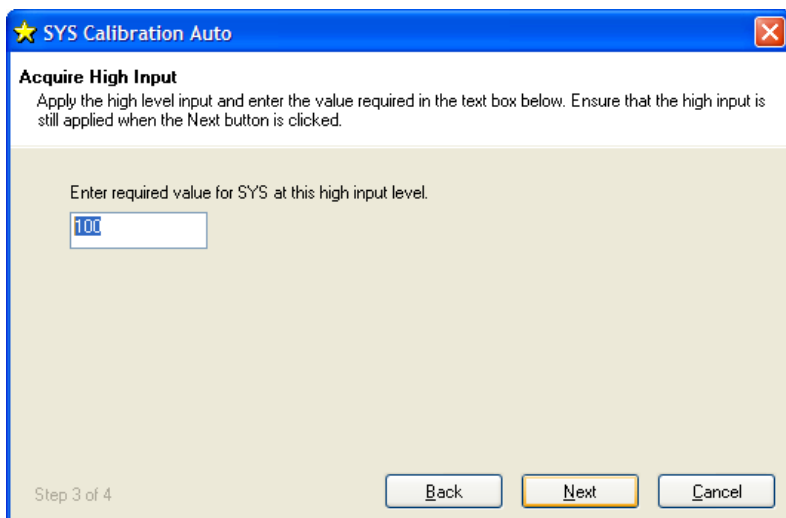 SYS Calibration Auto
Acquire High Input
Apply the high level input and enter the value required in the text box below. Ensure that the high input is
still applied when the Next button is clicked.
Enter required value for SYS at this high input level.
100
Step 3 of 4
Back
Next
Cancel